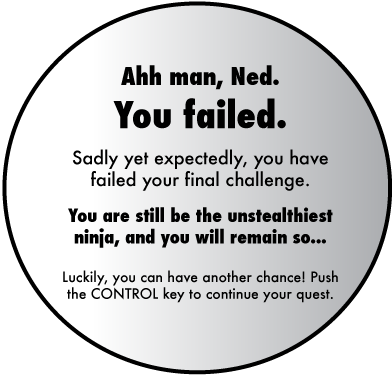 Ahh man, Ned.
You failed.
Sadly yet expectedly, you have
failed your final challenge.
You are still be the unstealthiest
ninja, and you will remain so...
Luckily, you can have another chance! Push
the CONTROL key to continue your quest.